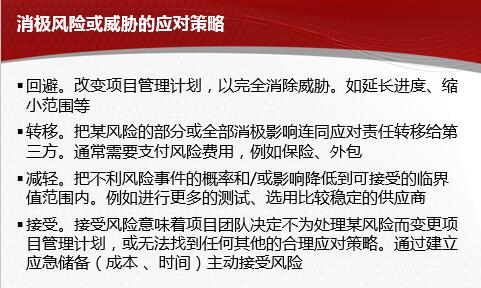 消极风险或威胁的应对策略
▪回避。改变项目管理计划，以完全消除威胁。如延长进度、缩
小范围等
▪转移。把某风险的部分或全部消极影响连同应对责任转移给第
三方。通常需要支付风险费用，例如保险、外包
▪减轻。把不利风险事件的概率和/或影响降低到可接受的临界
值范围内。例如进行更多的测试、选用比较稳定的供应商
▪接受。接受风险意味着项目团队决定不为处理某风险而变更项
目管理计划，或无法找到任何其他的合理应对策略。通过建立
应急储备（成本 、时间）主动接受风险